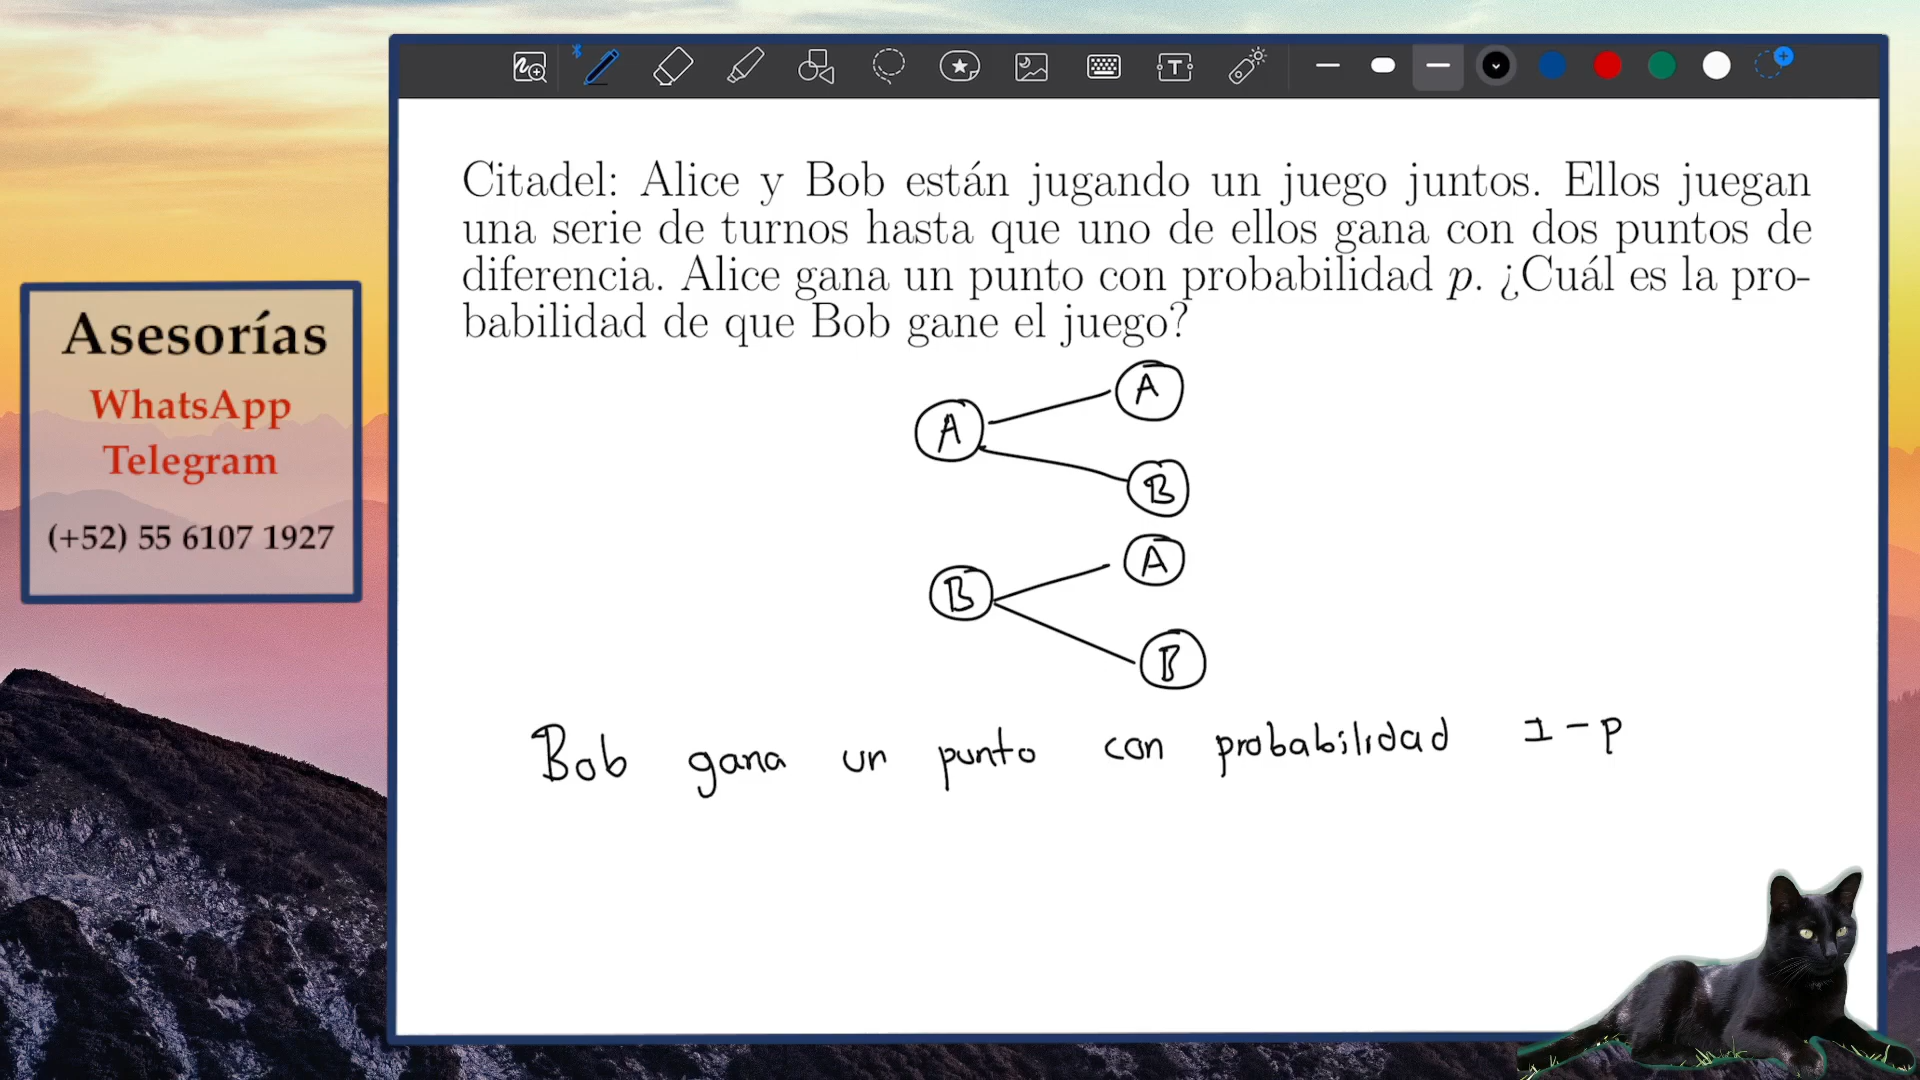 Asesorías
WhatsApp
Telegram
(+52) 55 6107 1927
Citadel: Alice y Bob están jugando un juego juntos. Ellos juegan
una serie de turnos hasta que uno de ellos gana con dos puntos de
diferencia. Alice gana un punto con probabilidad p. ¿Cuál es la pro-
babilidad de que Bob gane el juego?
A
A
B
A
B
B
Bob gana un punto con probabilidad 1-p